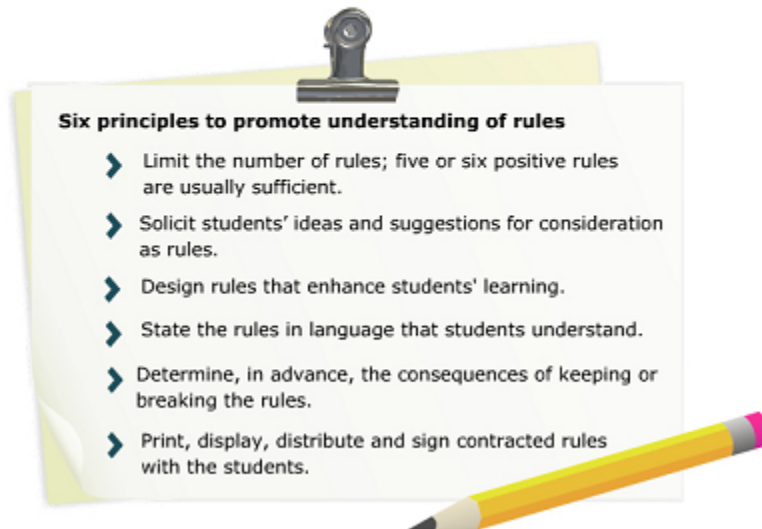 Six principles to promote understanding of rules
Limit the number of rules; five or six positive rules
are usually sufficient.
Solicit students’ ideas and suggestions for consideration
as rules.
Design rules that enhance students' learning.
State the rules in language that students understand.
Determine, in advance, the consequences of keeping or
breaking the rules.
Print, display, distribute and sign contracted rules
with the students.